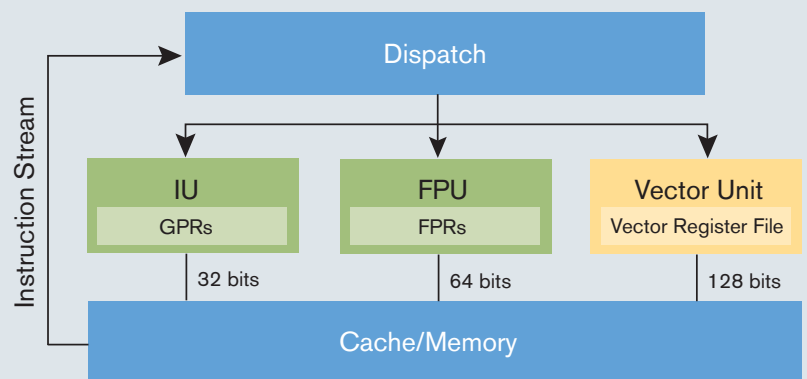 Dispatch
Instruction Stream
IU
GPRs
FPU
FPRs
Vector Unit
Vector Register File
32 bits
64 bits
128 bits
Cache/Memory